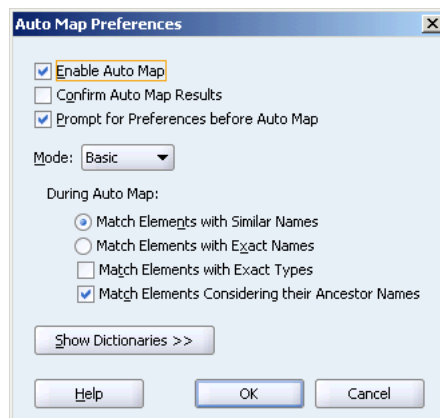 Auto Map Preferences
Enable Auto Map
Confirm Auto Map Results
Prompt for Preferences before Auto Map
Mode: Basic
During Auto Map:
Match Elements with Similar Names
Match Elements with Exact Names
Match Elements with Exact Types
Match Elements Considering their Ancestor Names
Show Dictionaries >>
Help OK Cancel